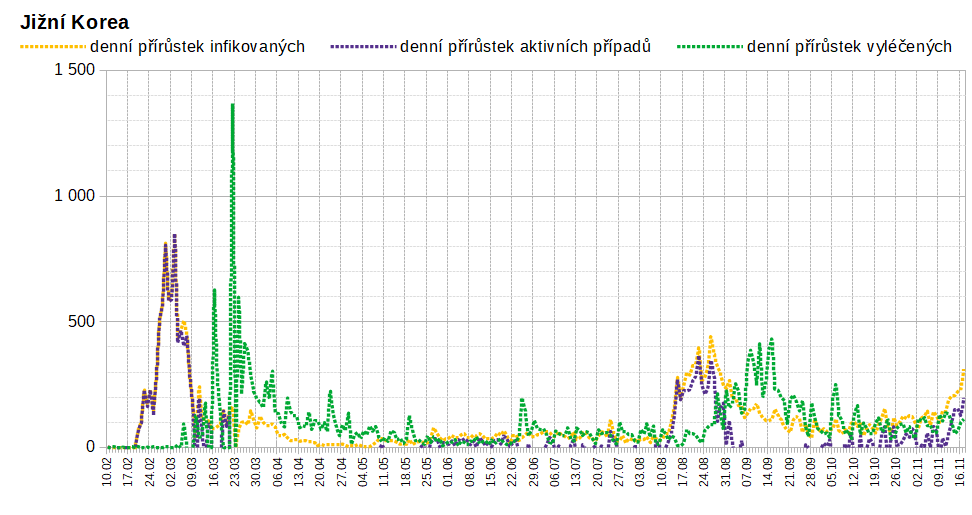 Jižní Korea
denní přírůstek infikovaných denní přírůstek aktivních případů denní přírůstek vyléčených
1 500
1 000
500
0
10.02 17.02 24.02 02.03 09.03 16.03 23.03 30.03 06.04 13.04 20.04 27.04 04.05 11.05 18.05 25.05 01.06 08.06 15.06 22.06 29.06 06.07 13.07 20.07 27.07 03.08 10.08 17.08 24.08 31.08 07.09 14.09 21.09 28.09 05.10 12.10 19.10 26.10 02.11 09.11 16.11